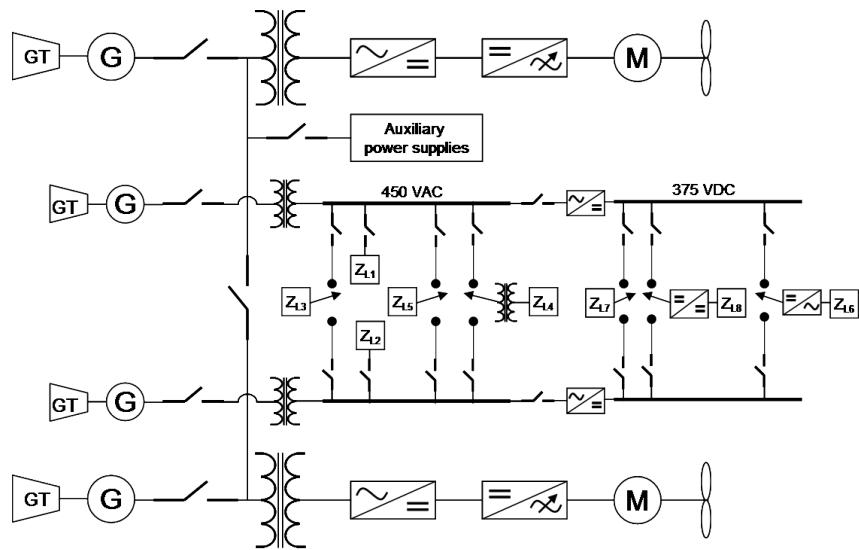 GT
G
M
Auxiliary
power supplies
GT
G
450 VAC
375 VDC
ZL1
ZL3
ZL5
ZL4
ZL7
ZL8
ZL6
ZL2
GT
G
GT
G
M